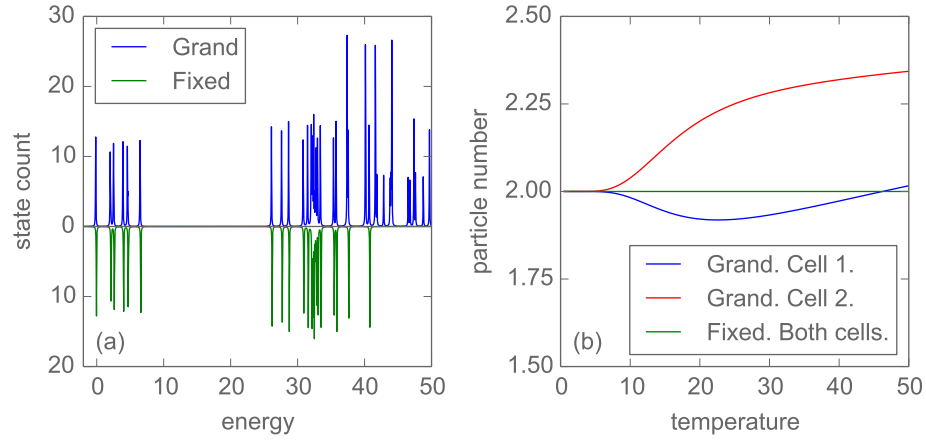 30
20
10
0
10
20
state count
Grand
Fixed
(a)
0 10 20 30 40 50
energy
2.50
2.25
2.00
1.75
1.50
particle number
Grand. Cell 1.
Grand. Cell 2.
Fixed. Both cells.
(b)
0 10 20 30 40 50
temperature